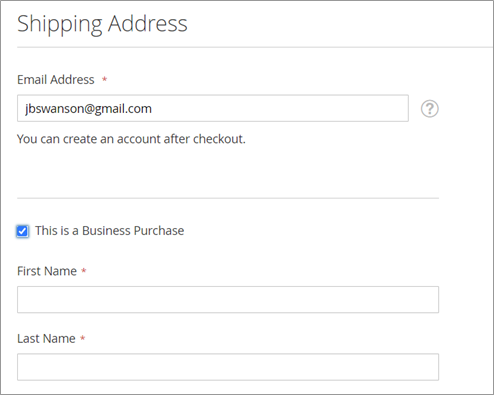 Shipping Address
Email Address *
jbswanson@gmail.com
?
You can create an account after checkout.
This is a Business Purchase
First Name *
Last Name *